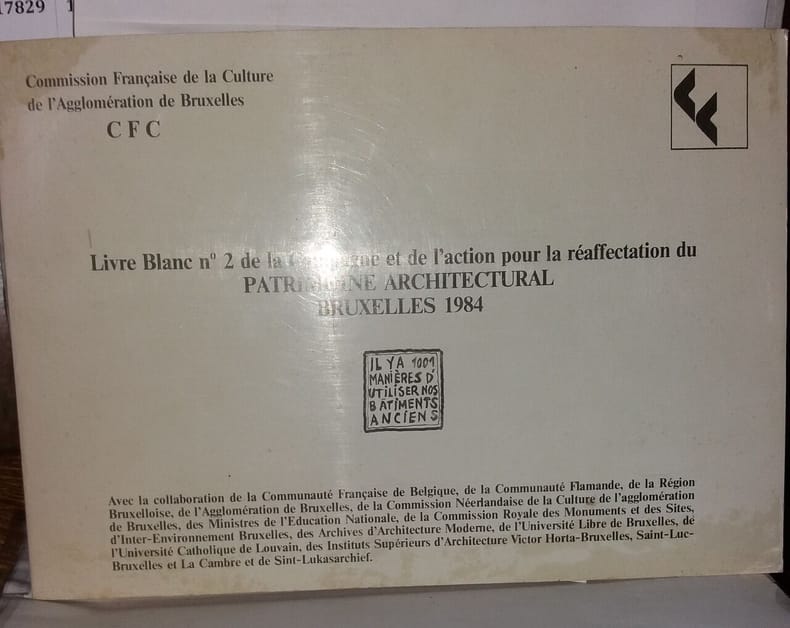 17829 1
Commission Française de la Culture
de l'Agglomération de Bruxelles
C F C
Livre Blanc nº 2 de la et de l'action pour la réaffectation du
PATRIMOINE ARCHITECTURAL
BRUXELLES 1984
IL Y A 1001
MANIÈRES D'
UTILISER NOS
BÂTIMENTS
ANCIENS
Avec la collaboration de la Communauté Française de Belgique, de la Communauté Flamande, de la Région
Bruxelloise, de l'Agglomération de Bruxelles, de la Commission Néerlandaise de la Culture de l'agglomération
de Bruxelles, des Ministres de l'Education Nationale, de la Commission Royale des Monuments et des Sites,
d'Inter-Environnement Bruxelles, des Archives d'Architecture Moderne, de l'Université Libre de Bruxelles, de
l'Université Catholique de Louvain, des Instituts Supérieurs d'Architecture Victor Horta-Bruxelles, Saint-Luc-
Bruxelles et La Cambre et de Sint-Lukasarchief.